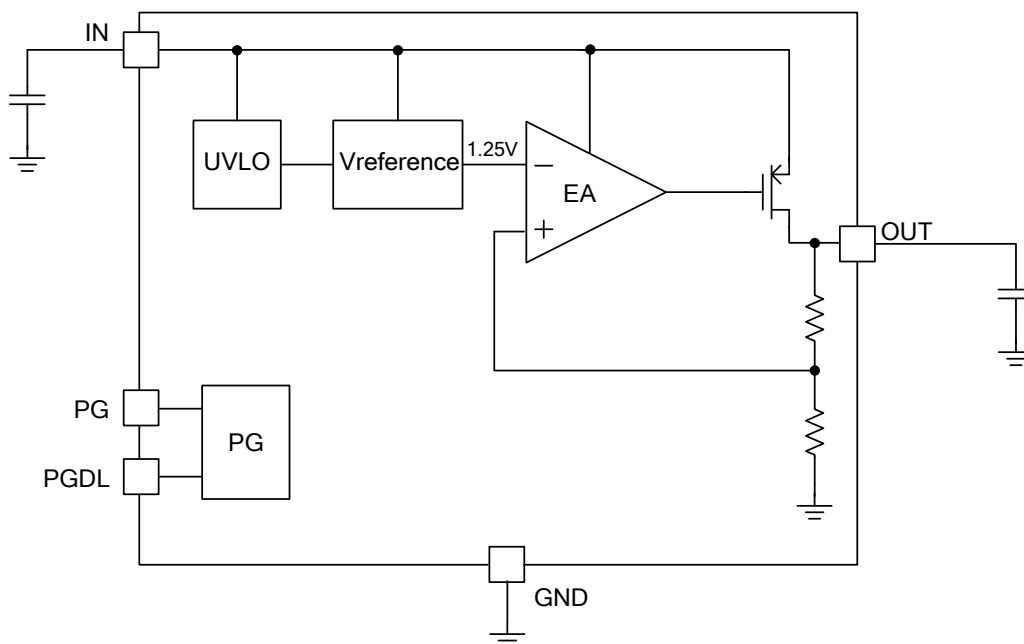 IN
UVLO
Vreference
1.25V
−
EA
+
OUT
PG
PG
PGDL
GND